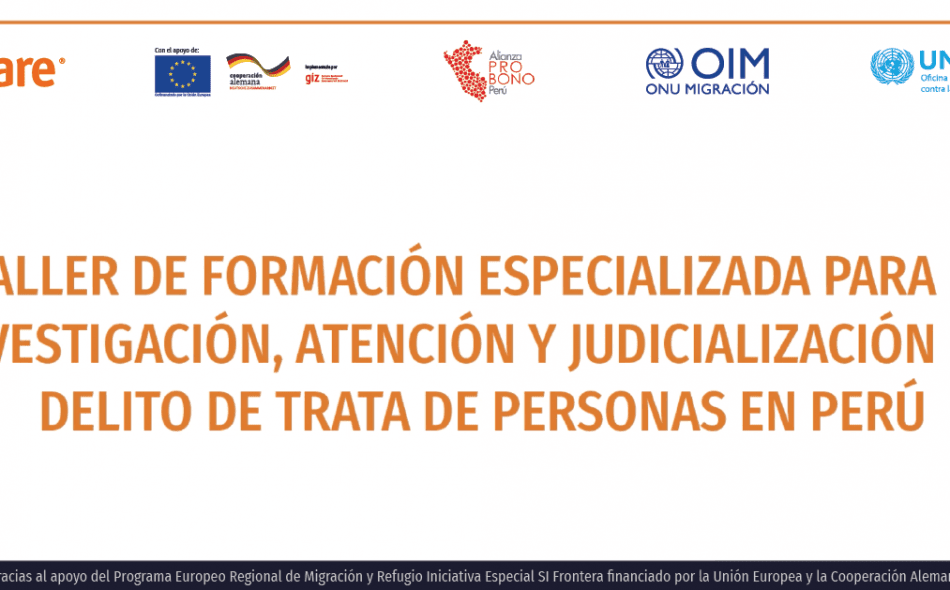 are®
Con el apoyo de:
Cofinanciado por la Unión Europea
cooperación
alemana
DEUTSCHE ZUSAMMENARBEIT
Implementada por
giz
Alianza
PRO
BONO
Perú
OIM
ONU MIGRACIÓN
UN
Oficina
contra la
ALLER DE FORMACIÓN ESPECIALIZADA PARA
VESTIGACIÓN, ATENCIÓN Y JUDICIALIZACIÓN
DELITO DE TRATA DE PERSONAS EN PERÚ
racias al apoyo del Programa Europeo Regional de Migración y Refugio Iniciativa Especial SI Frontera financiado por la Unión Europea y la Cooperación Aleman